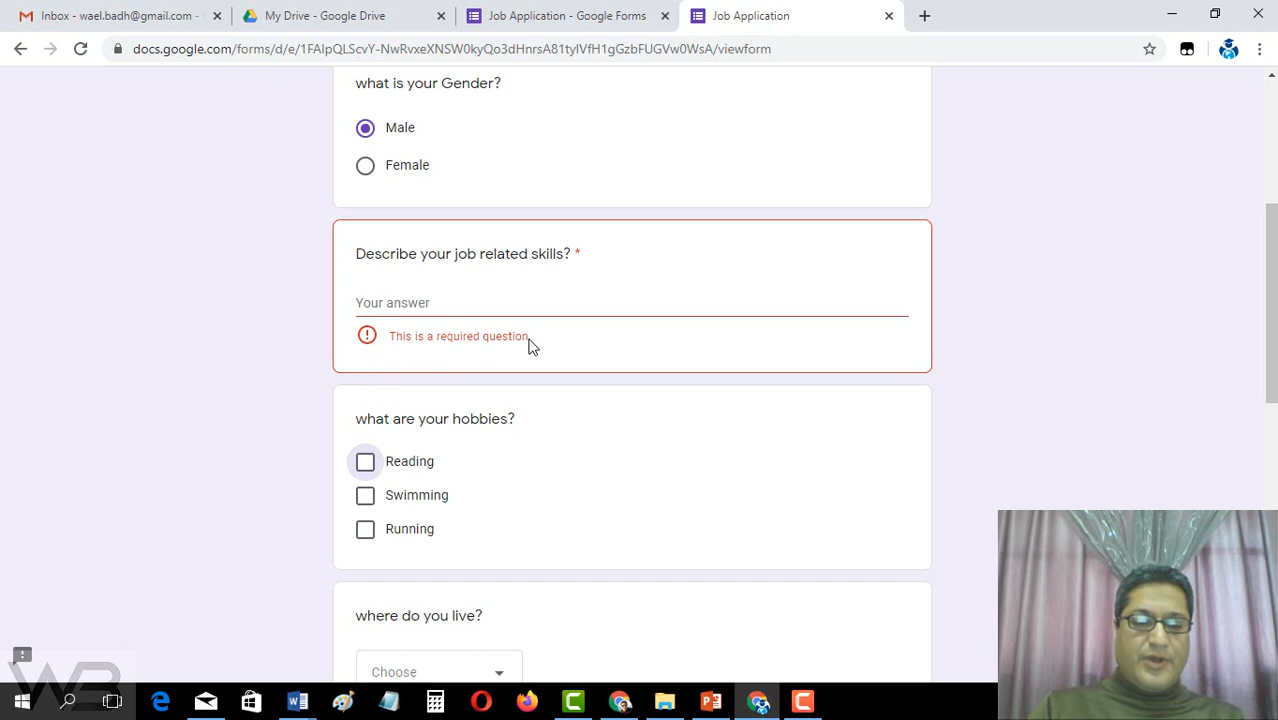 Inbox - wael.badh@gmail.com -
My Drive - Google Drive
Job Application - Google Forms
Job Application
docs.google.com/forms/d/e/1FAIpQLScvY-NwRvxeXNSW0kyQo3dHsrsA81tylVfH1gGzbFUGVw0WsA/viewform
what is your Gender?
Male
Female
Describe your job related skills? *
Your answer
This is a required question
what are your hobbies?
Reading
Swimming
Running
where do you live?
Choose
WB